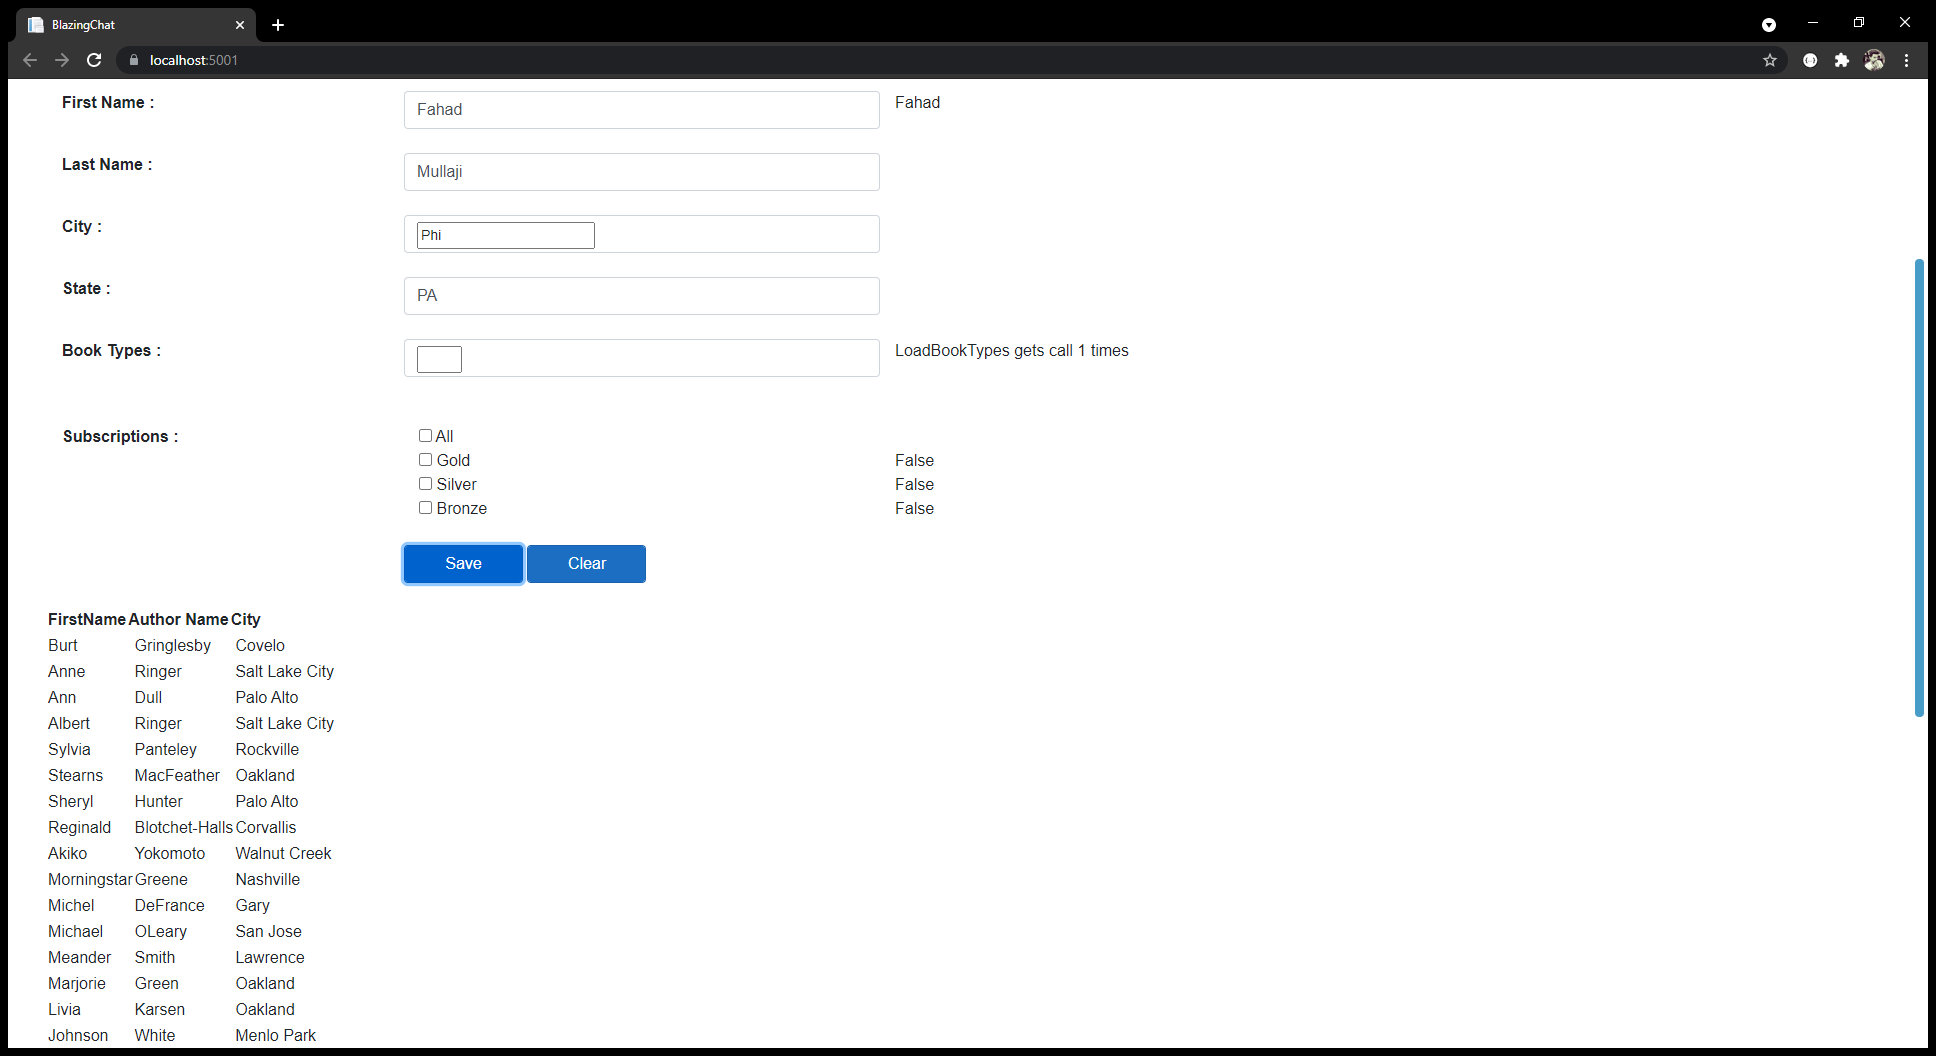 BlazingChat
localhost:5001
First Name : Fahad Fahad
Last Name : Mullaji
City : Phi
State : PA
Book Types : LoadBookTypes gets call 1 times
Subscriptions : All
Gold False
Silver False
Bronze False
Save Clear
FirstName Author Name City
Burt Gringlesby Covelo
Anne Ringer Salt Lake City
Ann Dull Palo Alto
Albert Ringer Salt Lake City
Sylvia Panteley Rockville
Stearns MacFeather Oakland
Sheryl Hunter Palo Alto
Reginald Blotchet-Halls Corvallis
Akiko Yokomoto Walnut Creek
Morningstar Greene Nashville
Michel DeFrance Gary
Michael OLeary San Jose
Meander Smith Lawrence
Marjorie Green Oakland
Livia Karsen Oakland
Johnson White Menlo Park